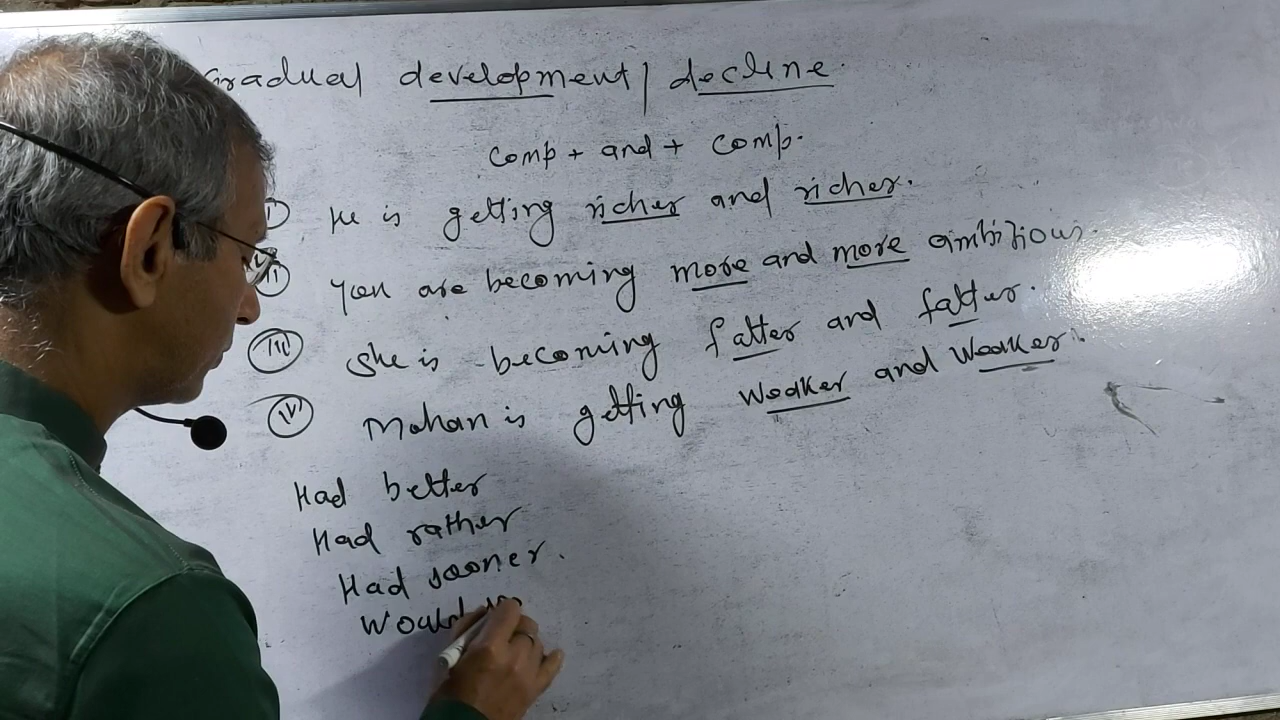 Gradual development / decline.
Comp + and + Comp.
I) He is getting richer and richer.
II) You are becoming more and more ambitious.
III) She is becoming fatter and fatter.
IV) Mohan is getting weaker and weaker.
Had better
Had rather
Had sooner.
Would